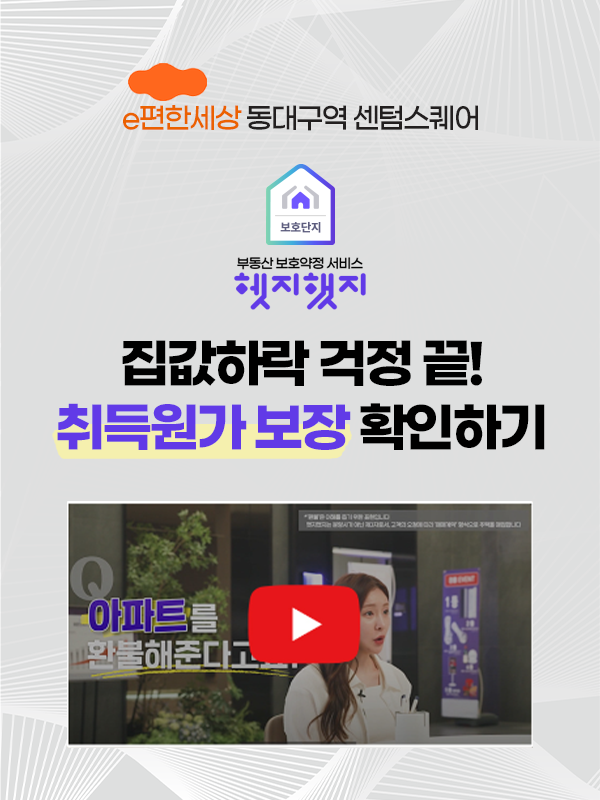 e편한세상 동대구역 센텀스퀘어
보호단지
부동산 보호약정 서비스
헷지했지
집값하락 걱정 끝!
취득원가 보장 확인하기
Q
아파트를
환불해준다고요?